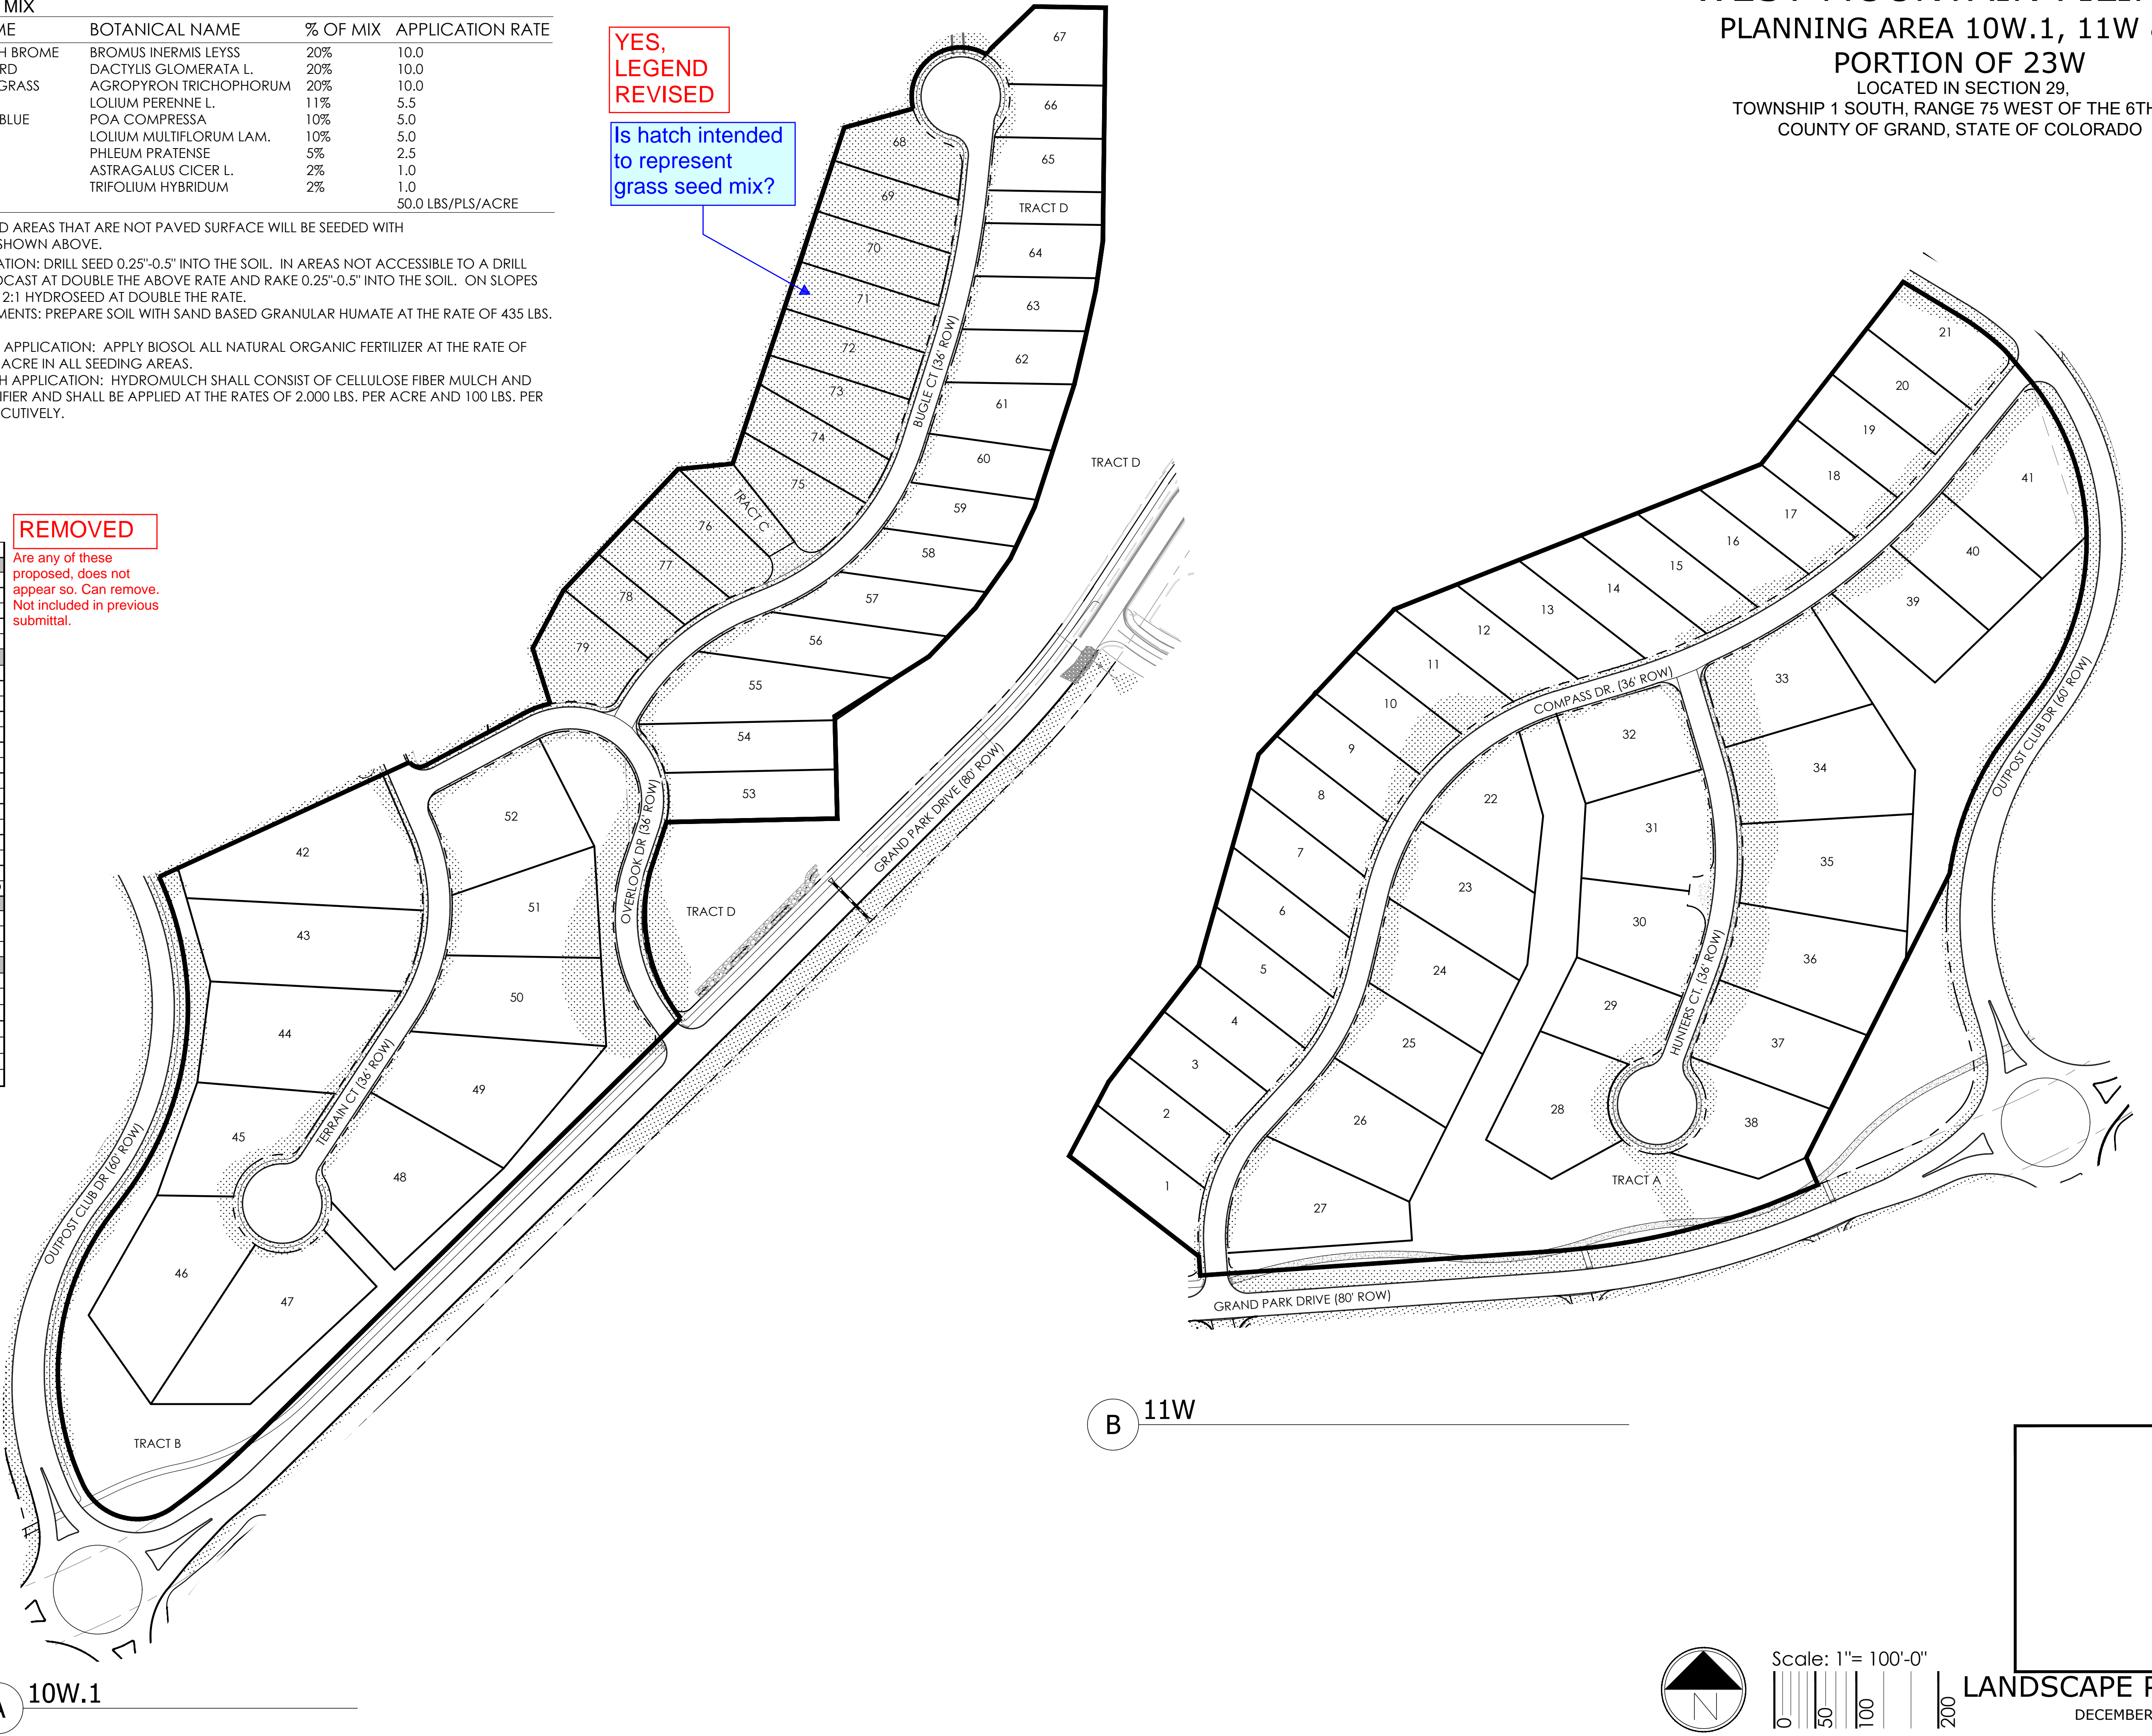 MIX
ME BOTANICAL NAME % OF MIX APPLICATION RATE
H BROME BROMUS INERMIS LEYSS 20% 10.0
RD DACTYLIS GLOMERATA L. 20% 10.0
GRASS AGROPYRON TRICHOPHORUM 20% 10.0
LOLIUM PERENNE L. 11% 5.5
BLUE POA COMPRESSA 10% 5.0
LOLIUM MULTIFLORUM LAM. 10% 5.0
PHLEUM PRATENSE 5% 2.5
ASTRAGALUS CICER L. 2% 1.0
TRIFOLIUM HYBRIDUM 2% 1.0
50.0 LBS/PLS/ACRE
D AREAS THAT ARE NOT PAVED SURFACE WILL BE SEEDED WITH
SHOWN ABOVE.
ATION: DRILL SEED 0.25"-0.5" INTO THE SOIL. IN AREAS NOT ACCESSIBLE TO A DRILL
DCAST AT DOUBLE THE ABOVE RATE AND RAKE 0.25"-0.5" INTO THE SOIL. ON SLOPES
2:1 HYDROSEED AT DOUBLE THE RATE.
MENTS: PREPARE SOIL WITH SAND BASED GRANULAR HUMATE AT THE RATE OF 435 LBS.
APPLICATION: APPLY BIOSOL ALL NATURAL ORGANIC FERTILIZER AT THE RATE OF
ACRE IN ALL SEEDING AREAS.
H APPLICATION: HYDROMULCH SHALL CONSIST OF CELLULOSE FIBER MULCH AND
IFIER AND SHALL BE APPLIED AT THE RATES OF 2.000 LBS. PER ACRE AND 100 LBS. PER
CUTIVELY.
YES,
LEGEND
REVISED
Is hatch intended
to represent
grass seed mix?
REMOVED
Are any of these
proposed, does not
appear so. Can remove.
Not included in previous
submittal.
PLANNING AREA 10W.1, 11W
PORTION OF 23W
LOCATED IN SECTION 29,
TOWNSHIP 1 SOUTH, RANGE 75 WEST OF THE 6TH
COUNTY OF GRAND, STATE OF COLORADO
67
66
65
TRACT D
64
63
62
61
60
59
58
57
56
55
54
53
68
69
70
71
72
73
74
75
TRACT C
76
77
78
79
BUGLE CT (36' ROW)
TRACT D
GRAND PARK DRIVE (80' ROW)
OVERLOOK DR (36' ROW)
TRACT D
52
51
50
49
48
42
43
44
45
46
47
TERRAIN CT (36' ROW)
OUTPOST CLUB DR (60' ROW)
TRACT B
A
10W.1
21
20
19
18
17
16
15
14
13
12
11
10
9
8
7
6
5
4
3
2
1
41
40
39
33
34
35
36
37
38
32
31
30
29
28
22
23
24
25
26
27
COMPASS DR. (36' ROW)
HUNTERS CT. (36' ROW)
OUTPOST CLUB DR (60' ROW)
TRACT A
GRAND PARK DRIVE (80' ROW)
B
11W
N
Scale: 1"= 100'-0"
0 50 100 200
LANDSCAPE P
DECEMBER